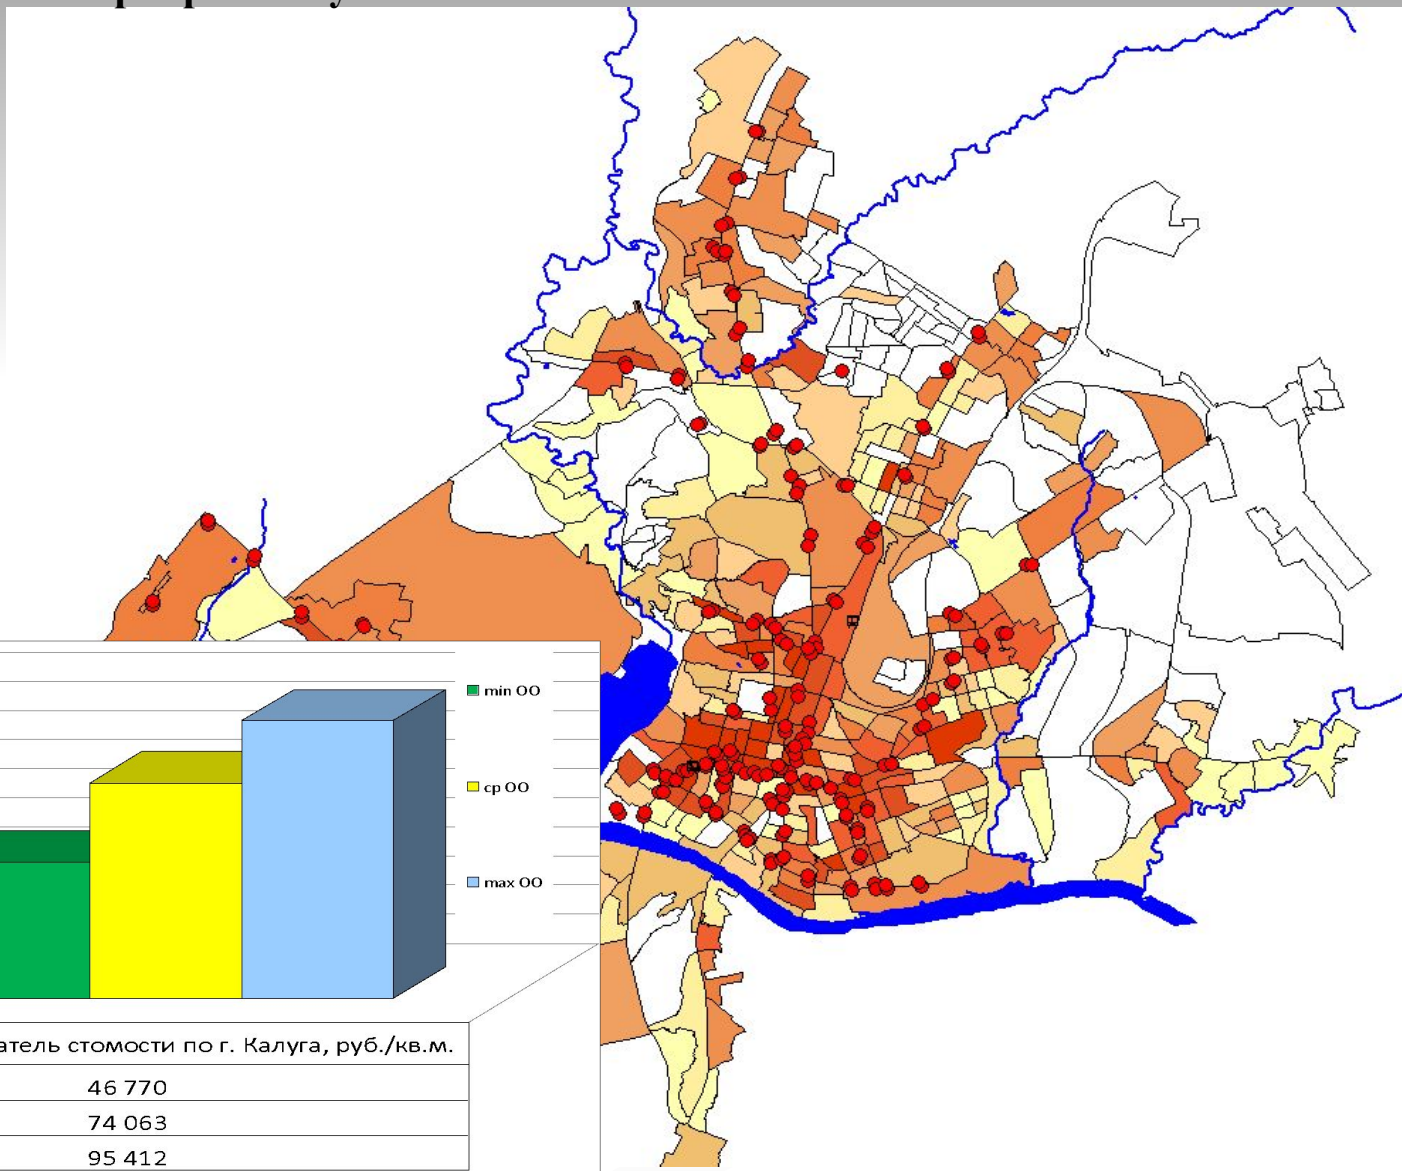 min ОО
ср ОО
max ОО
атель стомости по г. Калуга, руб./кв.м.
46 770
74 063
95 412